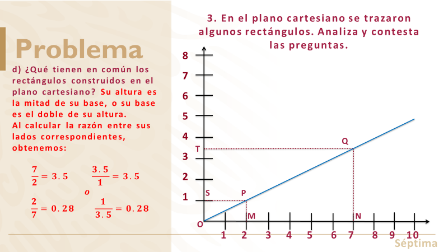 Problema
d) ¿Qué tienen en común los
rectángulos construidos en el
plano cartesiano? Su altura es
la mitad de su base, o su base
es el doble de su altura.
Al calcular la razón entre sus
lados correspondientes,
obtenemos:
7/2 = 3.5 3.5/1 = 3.5
o
2/7 = 0.28 1/3.5 = 0.28
3. En el plano cartesiano se trazaron
algunos rectángulos. Analiza y contesta
las preguntas.
8
7
6
5
4
T Q
3
2
S P
1
O M N
1 2 3 4 5 6 7 8 9 10
Séptima